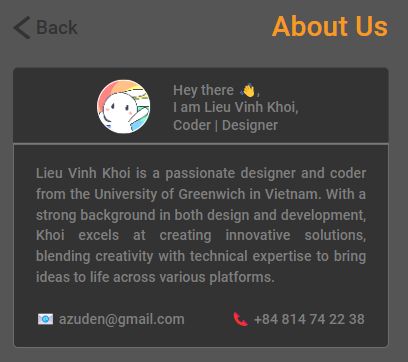 Back
About Us
Hey there 👋,
I am Lieu Vinh Khoi,
Coder | Designer
Lieu Vinh Khoi is a passionate designer and coder
from the University of Greenwich in Vietnam. With a
strong background in both design and development,
Khoi excels at creating innovative solutions,
blending creativity with technical expertise to bring
ideas to life across various platforms.
📧 azuden@gmail.com
📞 +84 814 74 22 38